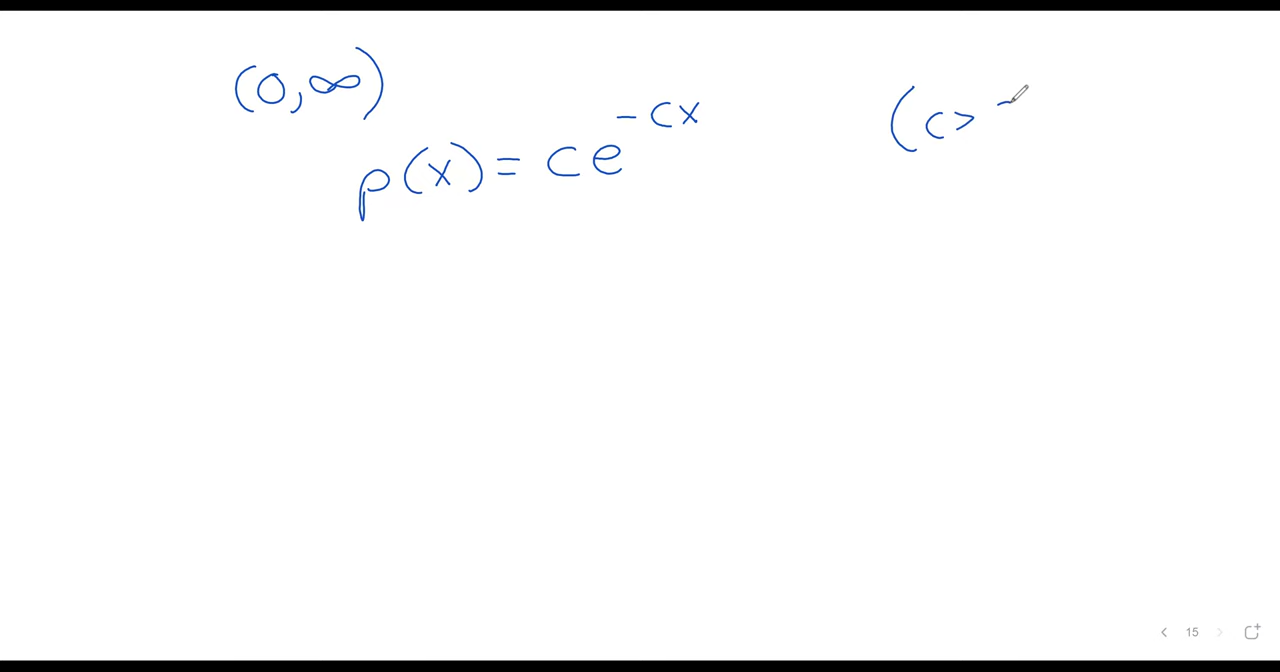 (0,∞)
p(x) = ce^{-cx} (c>
15